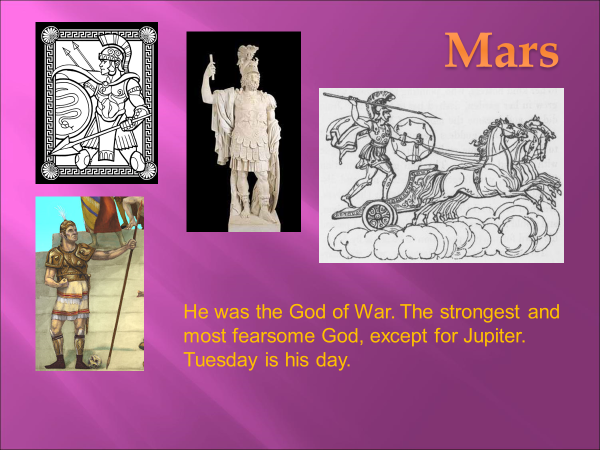 Mars
He was the God of War. The strongest and
most fearsome God, except for Jupiter.
Tuesday is his day.